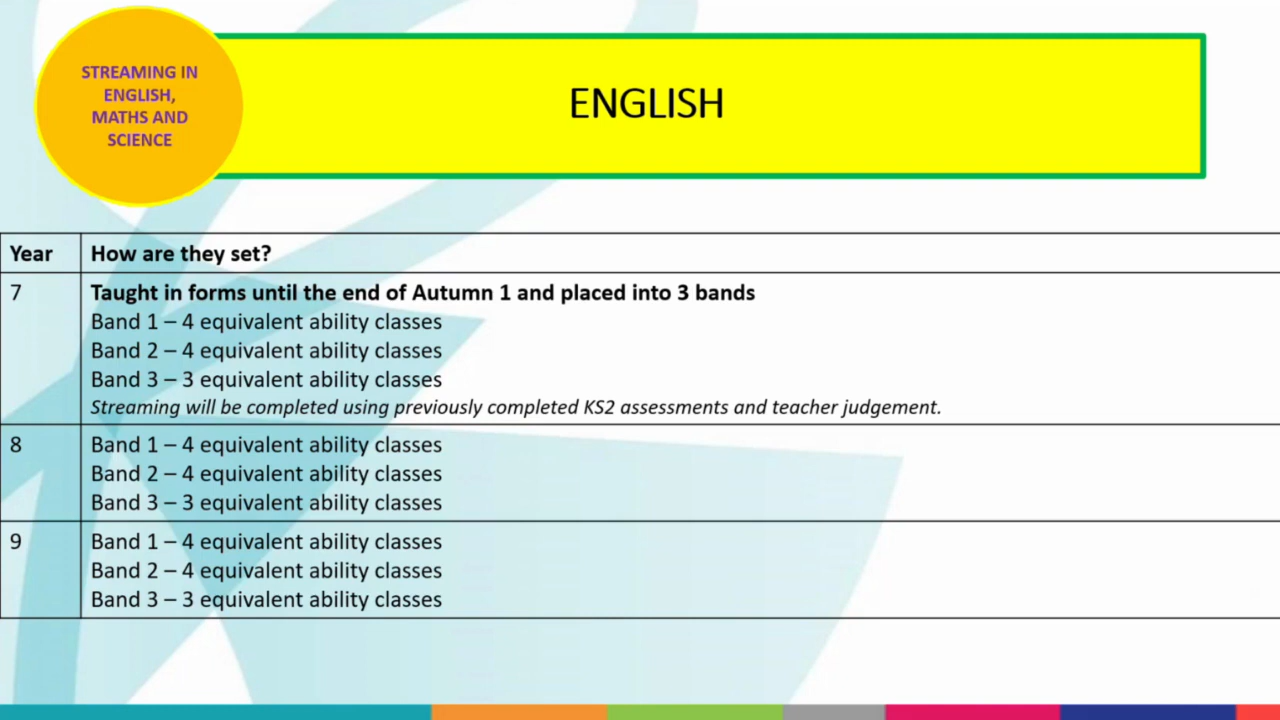 STREAMING IN
ENGLISH,
MATHS AND
SCIENCE
ENGLISH
Year How are they set?
7 Taught in forms until the end of Autumn 1 and placed into 3 bands
Band 1 – 4 equivalent ability classes
Band 2 – 4 equivalent ability classes
Band 3 – 3 equivalent ability classes
Streaming will be completed using previously completed KS2 assessments and teacher judgement.
8 Band 1 – 4 equivalent ability classes
Band 2 – 4 equivalent ability classes
Band 3 – 3 equivalent ability classes
9 Band 1 – 4 equivalent ability classes
Band 2 – 4 equivalent ability classes
Band 3 – 3 equivalent ability classes